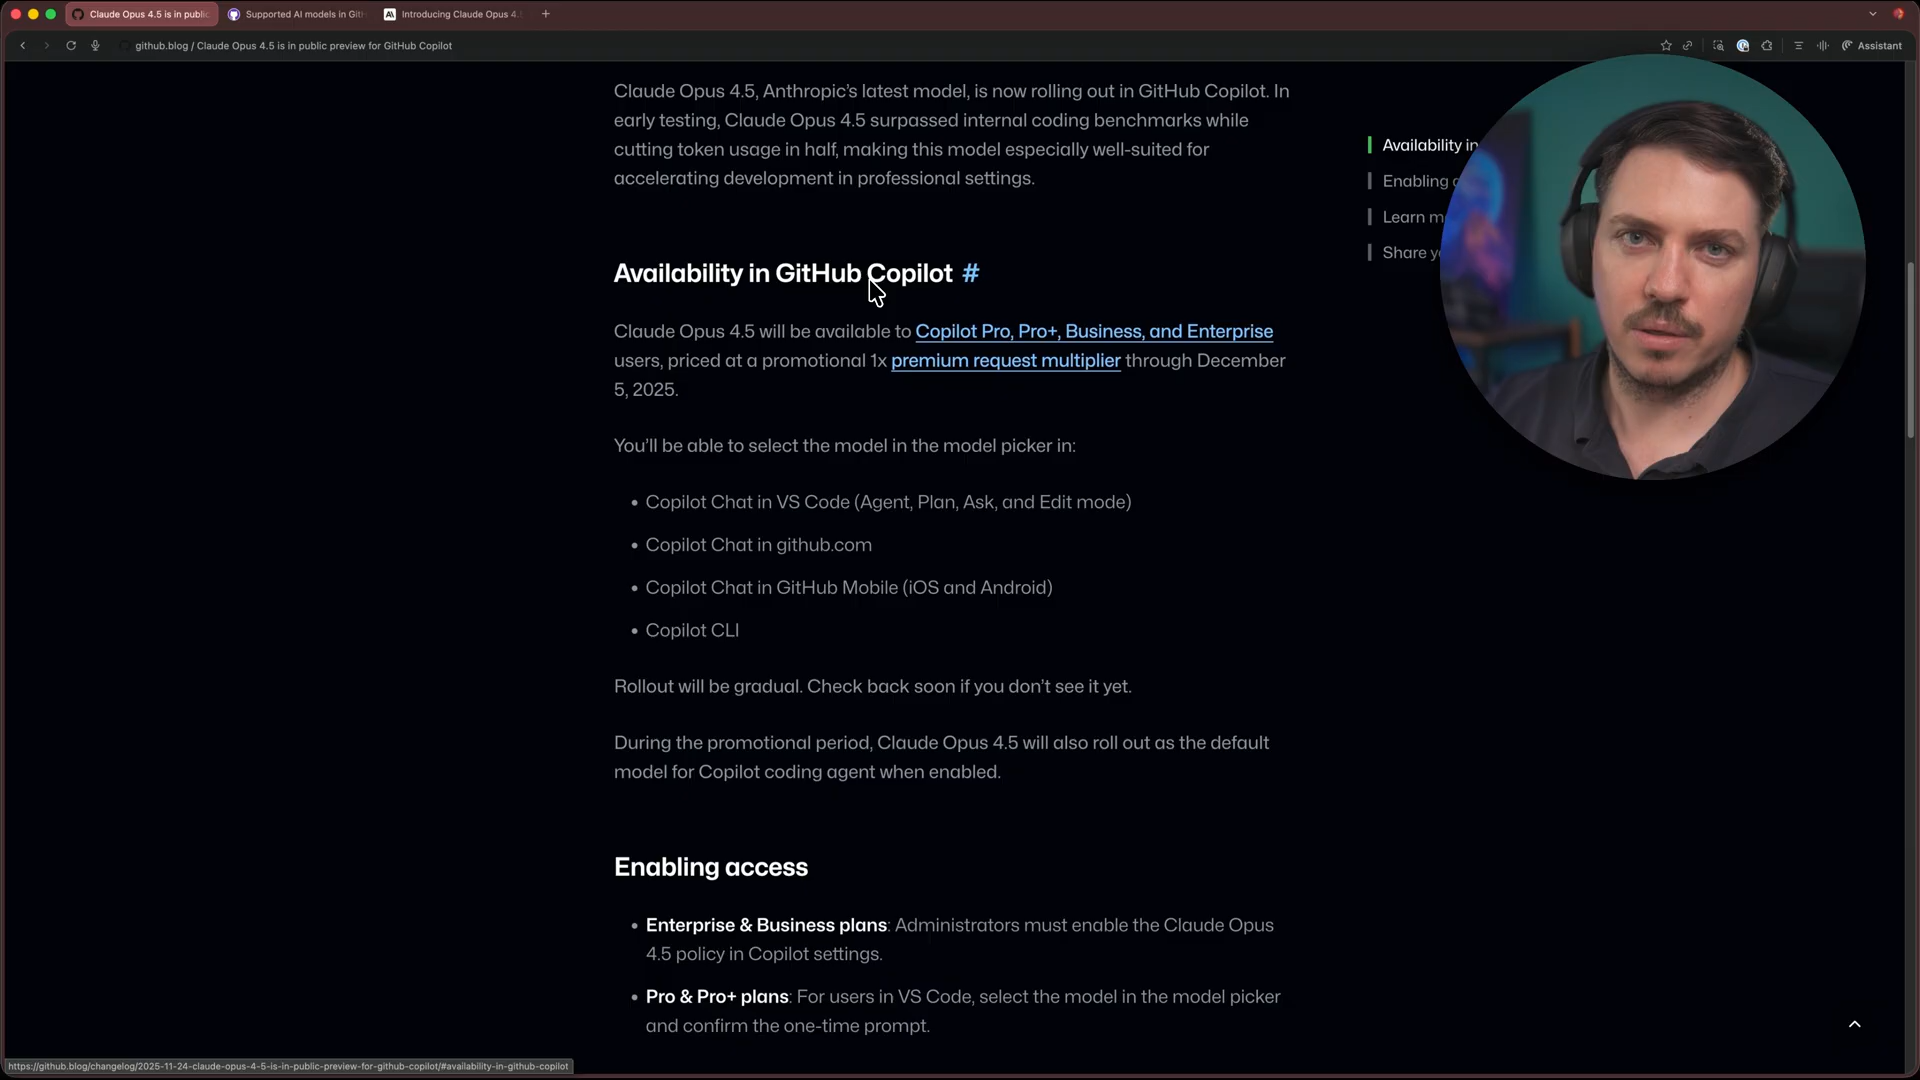 Claude Opus 4.5 is in public
Supported AI models in GitH
Introducing Claude Opus 4.
github.blog / Claude Opus 4.5 is in public preview for GitHub Copilot
Assistant
Claude Opus 4.5, Anthropic’s latest model, is now rolling out in GitHub Copilot. In
early testing, Claude Opus 4.5 surpassed internal coding benchmarks while
cutting token usage in half, making this model especially well-suited for
accelerating development in professional settings.
Availability in
Enabling
Learn m
Share y
Availability in GitHub Copilot #
Claude Opus 4.5 will be available to Copilot Pro, Pro+, Business, and Enterprise
users, priced at a promotional 1x premium request multiplier through December
5, 2025.
You’ll be able to select the model in the model picker in:
• Copilot Chat in VS Code (Agent, Plan, Ask, and Edit mode)
• Copilot Chat in github.com
• Copilot Chat in GitHub Mobile (iOS and Android)
• Copilot CLI
Rollout will be gradual. Check back soon if you don’t see it yet.
During the promotional period, Claude Opus 4.5 will also roll out as the default
model for Copilot coding agent when enabled.
Enabling access
• Enterprise & Business plans: Administrators must enable the Claude Opus
4.5 policy in Copilot settings.
• Pro & Pro+ plans: For users in VS Code, select the model in the model picker
and confirm the one-time prompt.
https://github.blog/changelog/2025-11-24-claude-opus-4-5-is-in-public-preview-for-github-copilot/#availability-in-github-copilot